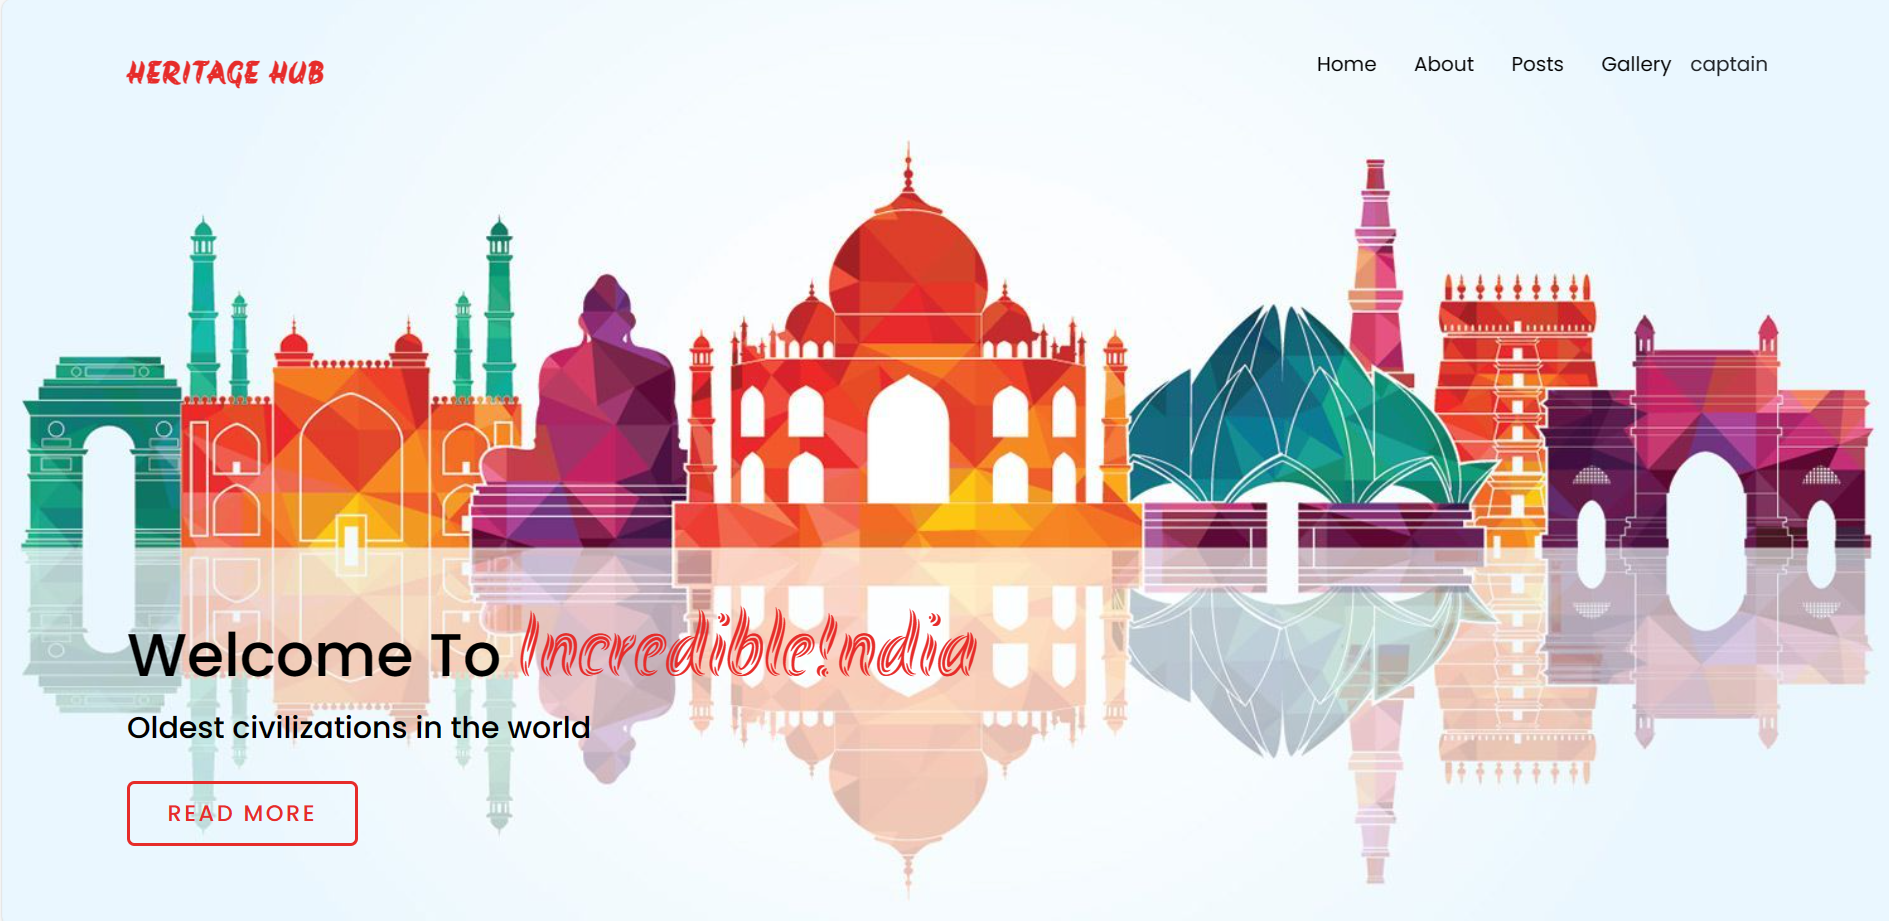 HERITAGE HUB
Home About Posts Gallery captain
Welcome To Incredible!ndia
Oldest civilizations in the world
READ MORE